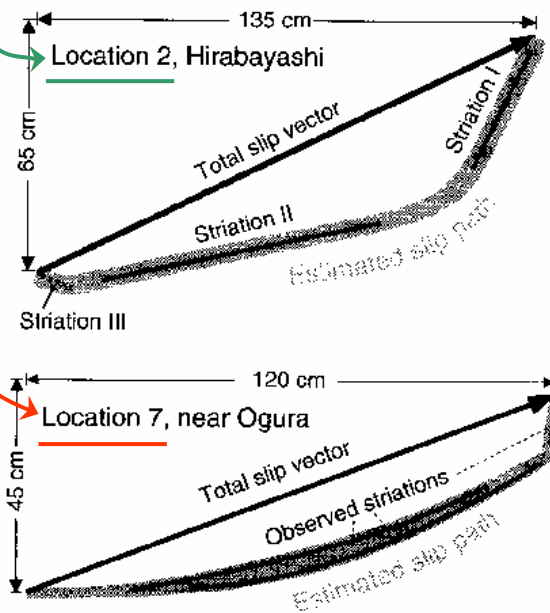 135 cm
Location 2, Hirabayashi
65 cm
Total slip vector
Striation I
Striation II
Estimated slip path
Striation III
120 cm
Location 7, near Ogura
45 cm
Total slip vector
Observed striations
Estimated slip path